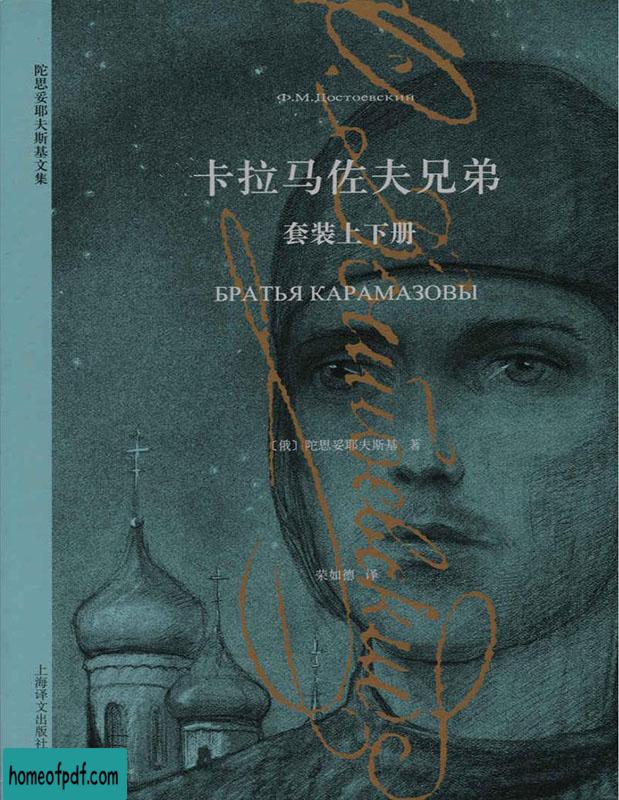 陀思妥耶夫斯基文集
Ф.М.Достоевский
卡拉马佐夫兄弟
套装上下册
БРАТЬЯ КАРАМАЗОВЫ
〔俄〕陀思妥耶夫斯基 著
荣如德 译
上海译文出版社
homeofpdf.com